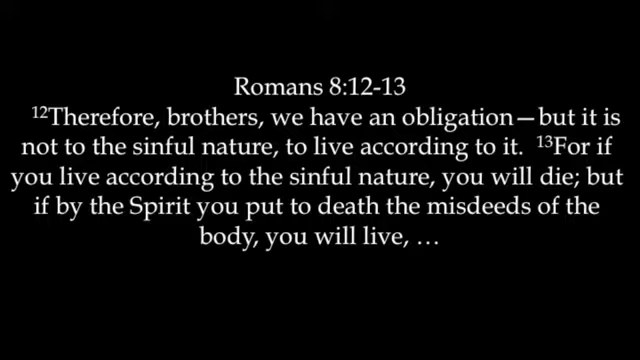 Romans 8:12-13
¹²Therefore, brothers, we have an obligation—but it is
not to the sinful nature, to live according to it. ¹³For if
you live according to the sinful nature, you will die; but
if by the Spirit you put to death the misdeeds of the
body, you will live, …